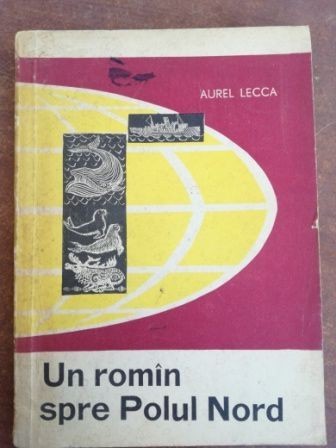 AUREL LECCA
Un romîn
spre Polul Nord